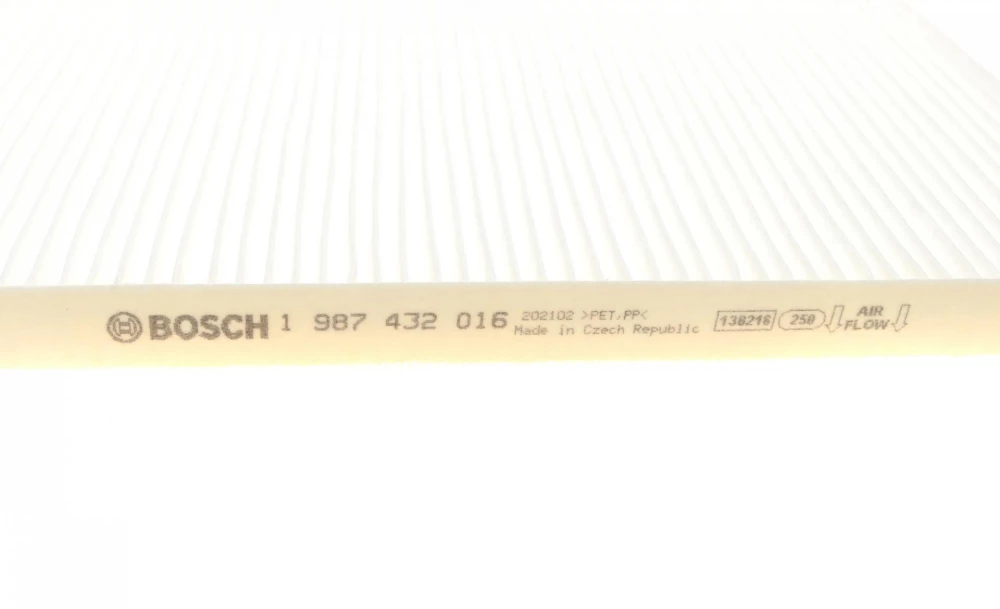 BOSCH 1 987 432 016
202102 >PET,PP<
Made in Czech Republic
138216
250
AIR
FLOW